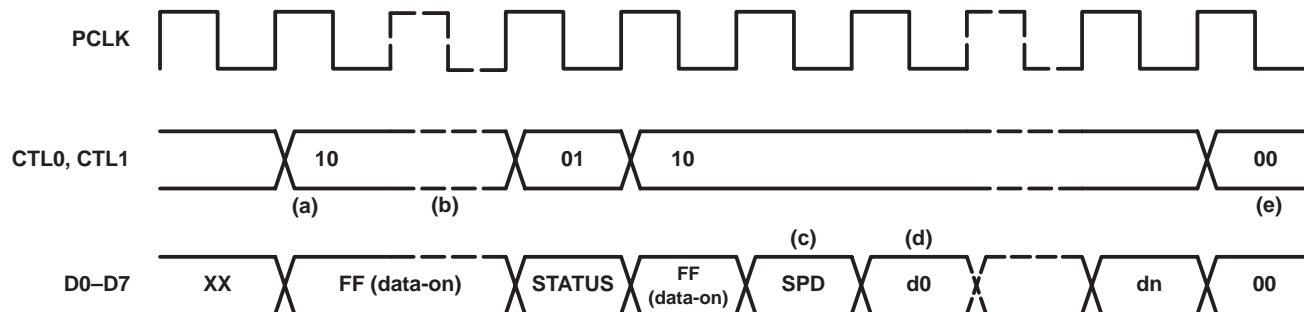 PCLK
CTL0, CTL1
10
01
10
00
(a)
(b)
(e)
(c)
(d)
D0–D7
XX
FF (data-on)
STATUS
FF
(data-on)
SPD
d0
dn
00